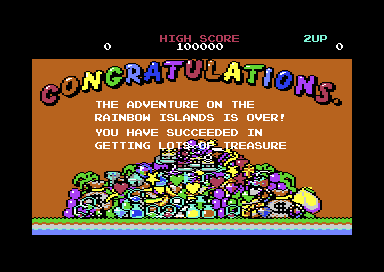 HIGH SCORE 2UP
0 100000 0
CONGRATULATIONS.
THE ADVENTURE ON THE
RAINBOW ISLANDS IS OVER!
YOU HAVE SUCCEEDED IN
GETTING LOTS OF TREASURE